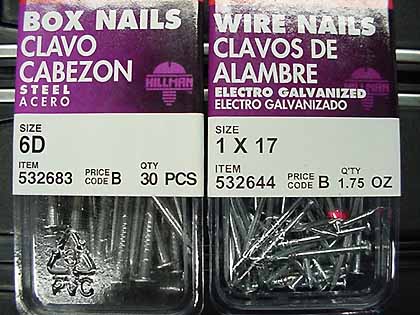 BOX NAILS
CLAVO
CABEZON
STEEL
ACERO
HILLMAN
SIZE
6D
ITEM PRICE CODE B QTY
532683 30 PCS
PVC
WIRE NAILS
CLAVOS DE
ALAMBRE
ELECTRO GALVANIZED
ELECTRO GALVANIZADO
HILLMAN
SIZE
1 X 17
ITEM PRICE CODE B Q'TY
532644 1.75 OZ